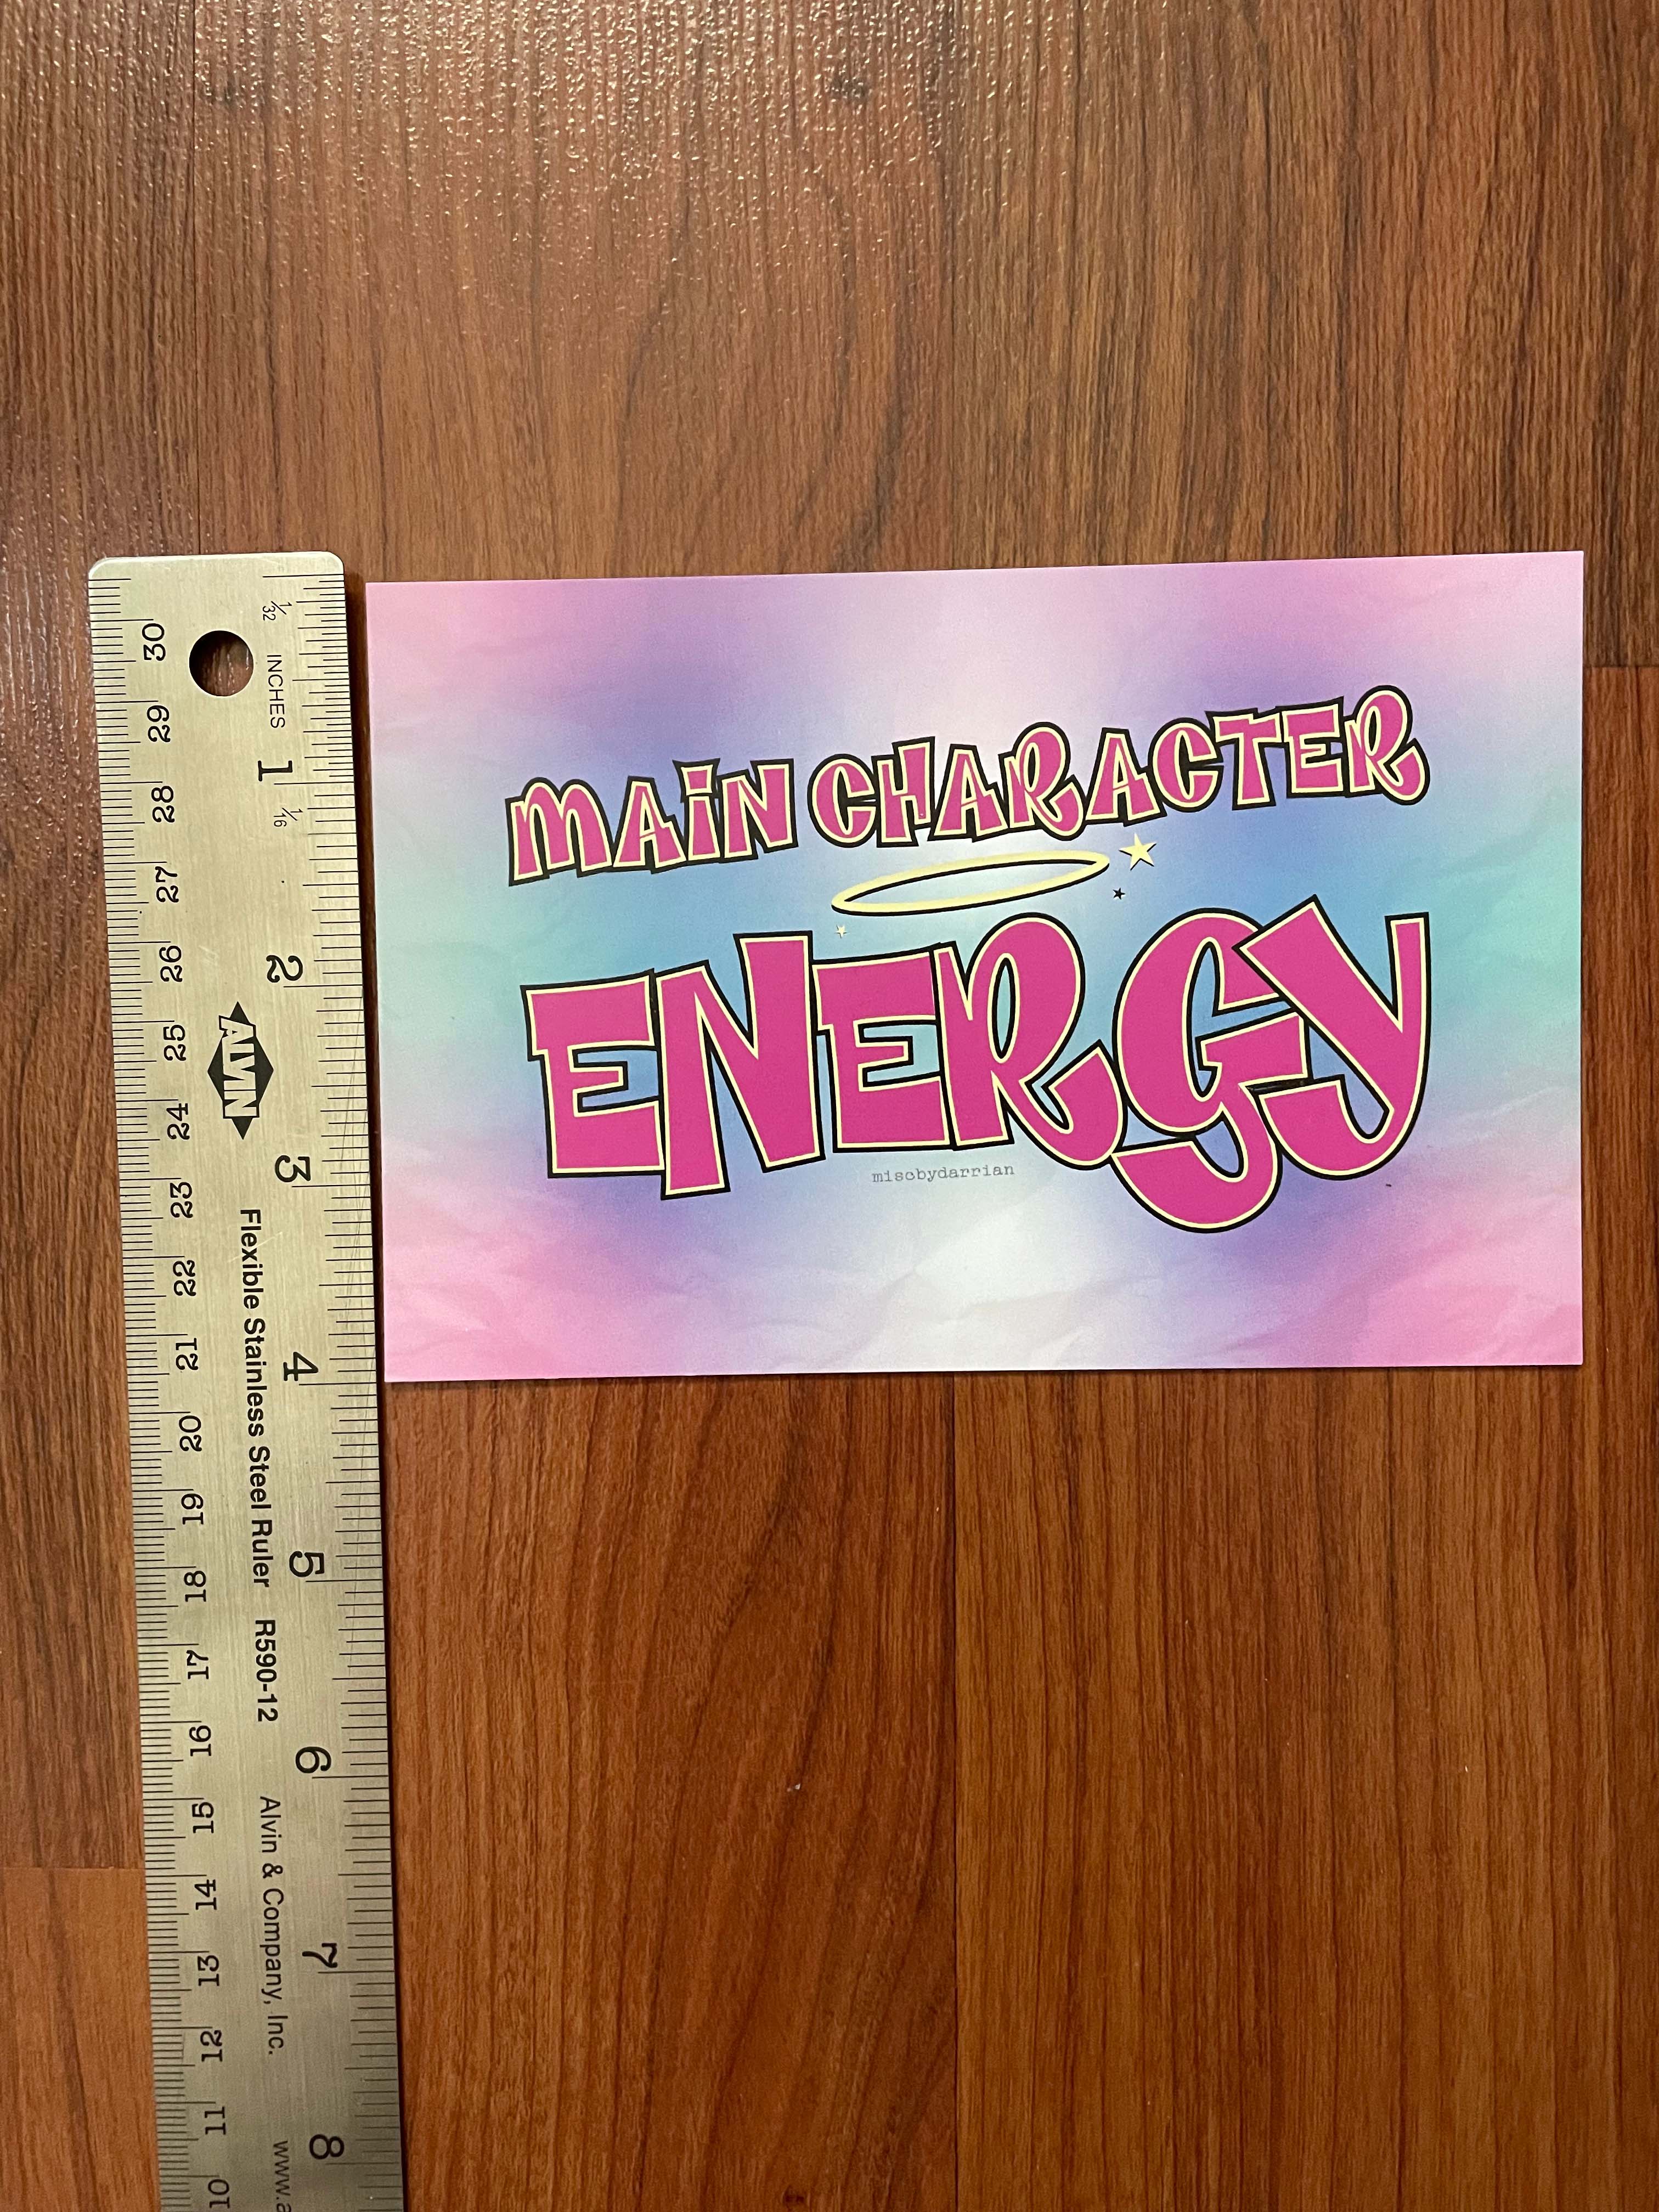 MAiN CHARACTER
ENERGY
misobydarrian
1/32 INCHES 1 1/16 2 3 4 5 6 7 8
ALVIN
Flexible Stainless Steel Ruler R590-12 Alvin & Company, Inc. www.a
30 29 28 27 26 25 24 23 22 21 20 19 18 17 16 15 14 13 12 11 10